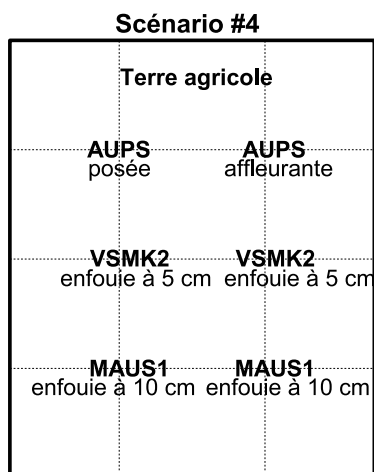 Scénario #4
Terre agricole
AUPS AUPS
posée affleurante
VSMK2 VSMK2
enfouie à 5 cm enfouie à 5 cm
MAUS1 MAUS1
enfouie à 10 cm enfouie à 10 cm